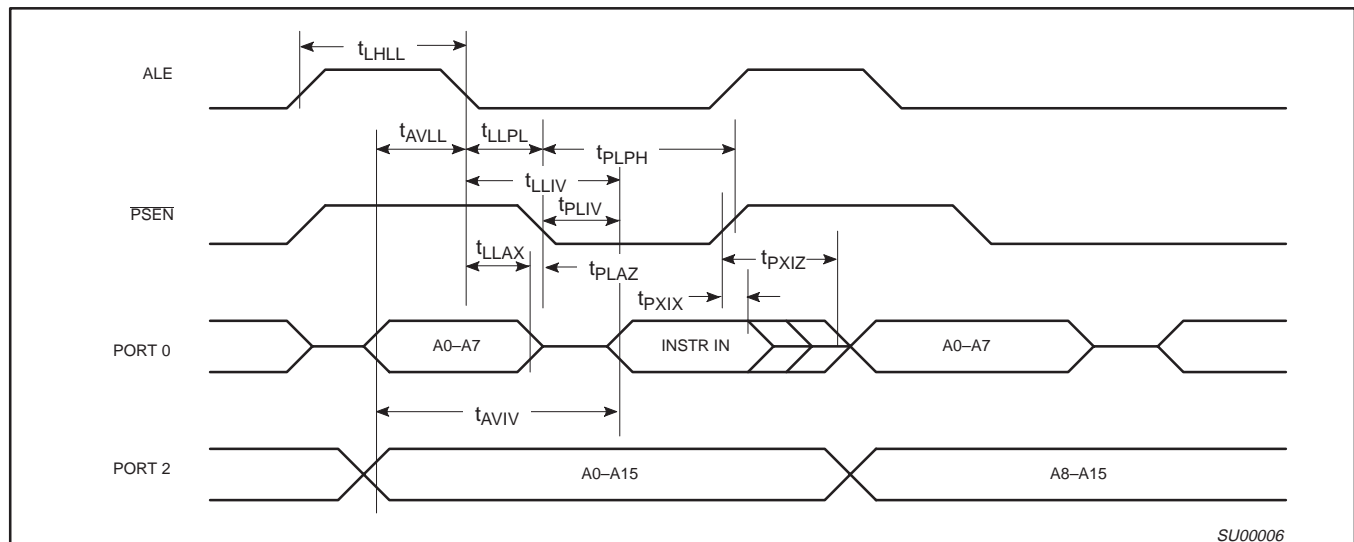 tLHLL
ALE
tAVLL
tLLPL
tPLPH
tLLIV
PSEN
tPLIV
tLLAX
tPLAZ
tPXIZ
tPXIX
PORT 0
A0–A7
INSTR IN
A0–A7
tAVIV
PORT 2
A0–A15
A8–A15
SU00006